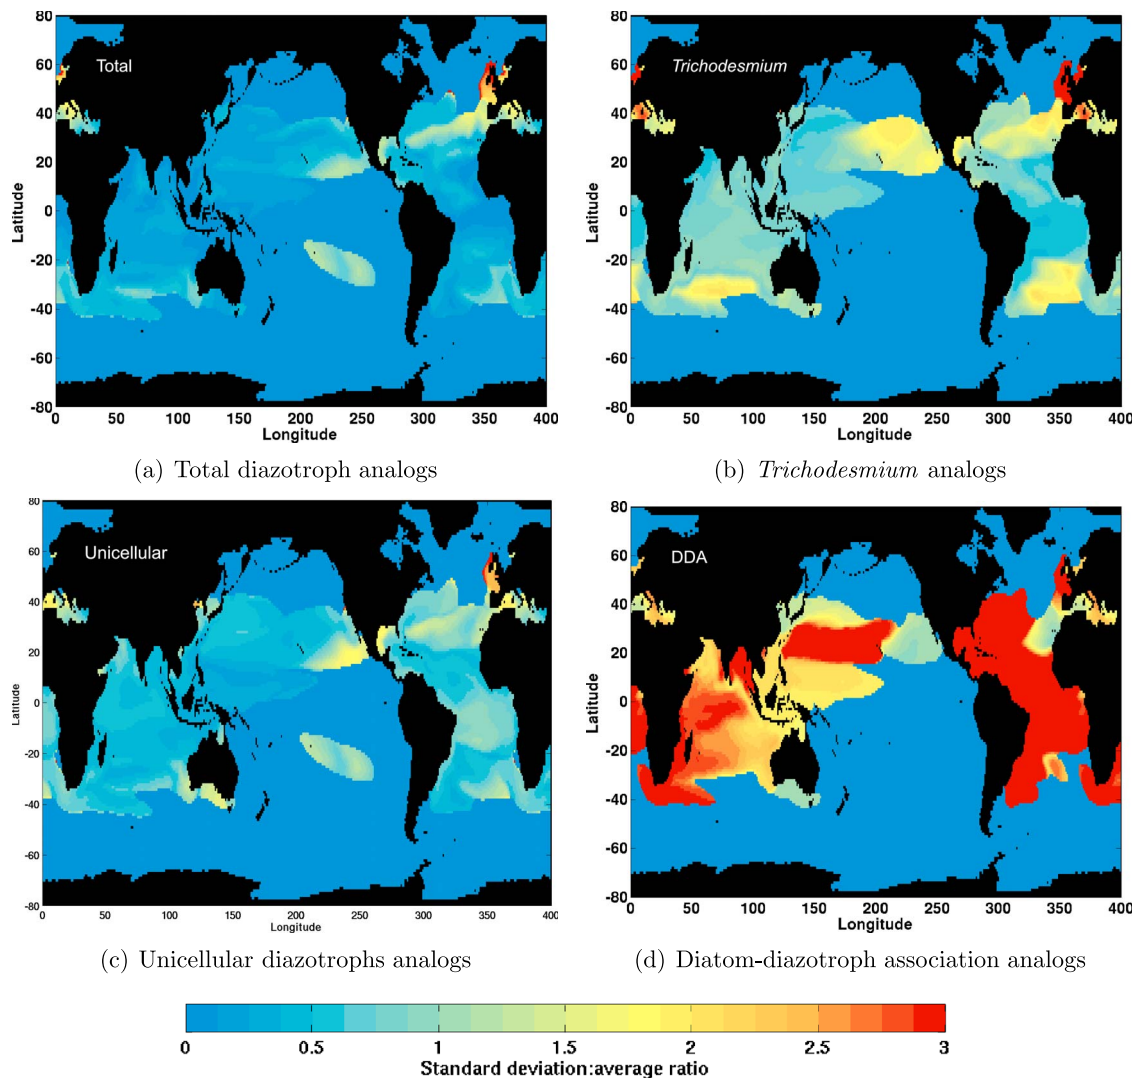 80
60
40
20
0
-20
-40
-60
-80
Latitude
Total
0 50 100 150 200 250 300 350 400
Longitude
(a) Total diazotroph analogs
80
60
40
20
0
-20
-40
-60
-80
Latitude
Trichodesmium
0 50 100 150 200 250 300 350 400
Longitude
(b) Trichodesmium analogs
80
60
40
20
0
-20
-40
-60
-80
Latitude
Unicellular
0 50 100 150 200 250 300 350 400
Longitude
(c) Unicellular diazotrophs analogs
80
60
40
20
0
-20
-40
-60
-80
Latitude
DDA
0 50 100 150 200 250 300 350 400
Longitude
(d) Diatom-diazotroph association analogs
0 0.5 1 1.5 2 2.5 3
Standard deviation:average ratio